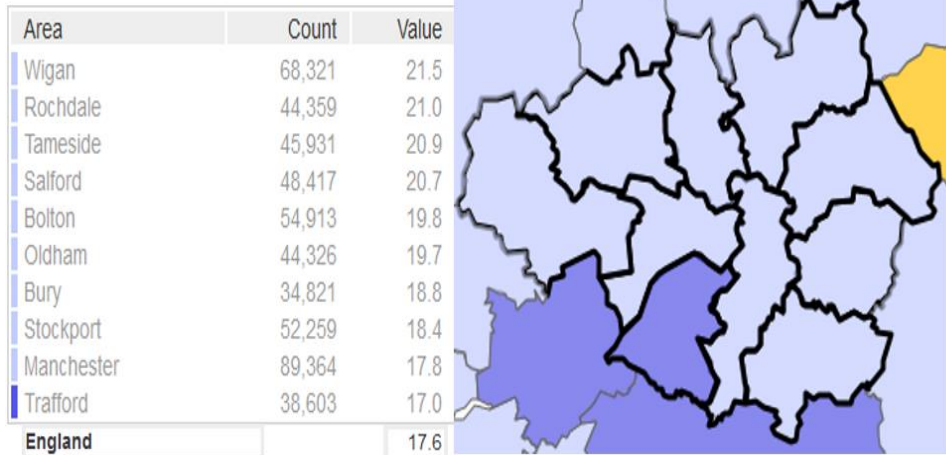 Area Count Value
Wigan 68,321 21.5
Rochdale 44,359 21.0
Tameside 45,931 20.9
Salford 48,417 20.7
Bolton 54,913 19.8
Oldham 44,326 19.7
Bury 34,821 18.8
Stockport 52,259 18.4
Manchester 89,364 17.8
Trafford 38,603 17.0
England 17.6